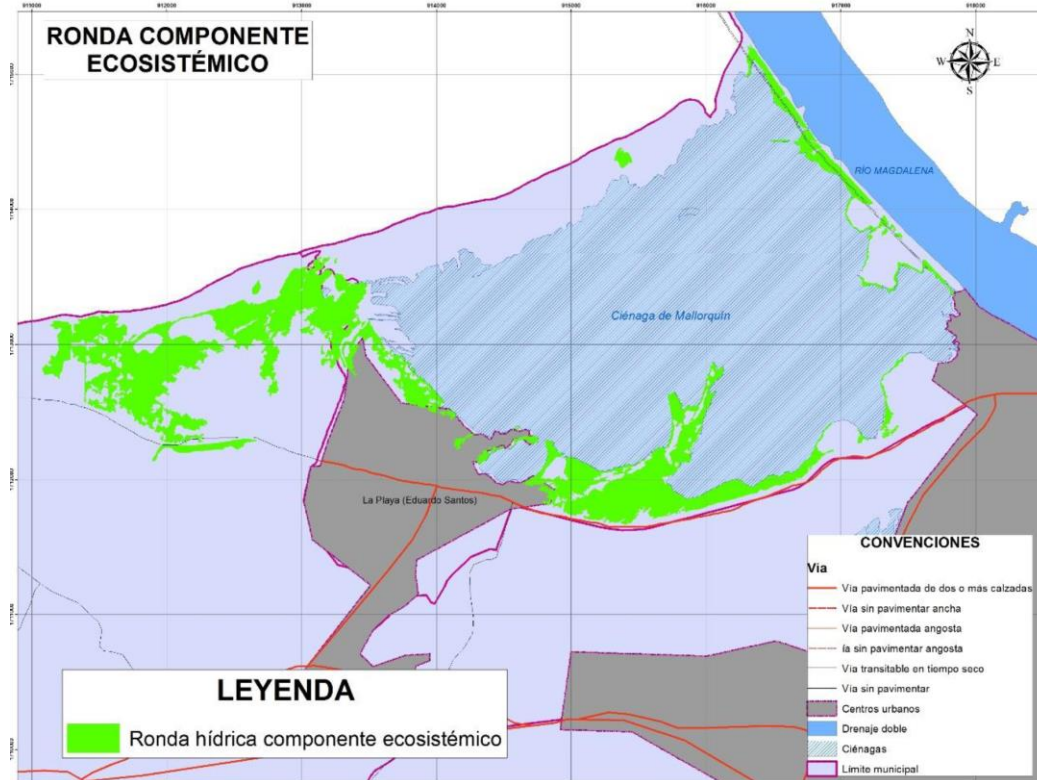 RONDA COMPONENTE
ECOSISTÉMICO
N
W E
S
RÍO MAGDALENA
Ciénaga de Mallorquín
La Playa (Eduardo Santos)
LEYENDA
Ronda hídrica componente ecosistémico
CONVENCIONES
Via
Vía pavimentada de dos o más calzadas
Vía sin pavimentar ancha
Vía pavimentada angosta
ía sin pavimentar angosta
Vía transitable en tiempo seco
Vía sin pavimentar
Centros urbanos
Drenaje doble
Ciénagas
Límite municipal